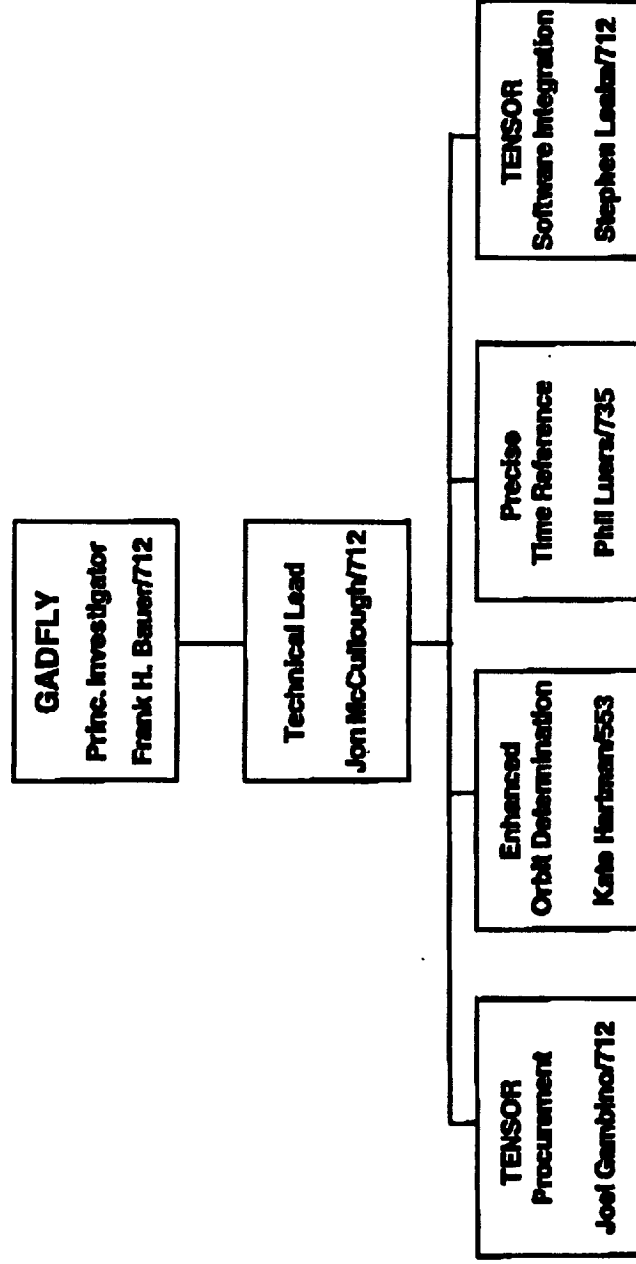 GADFLY
Princ. Investigator
Frank H. Bauer/712
Technical Lead
Jon McCullough/712
TENSOR
Procurement
Joel Gambino/712
Enhanced
Orbit Determination
Kate Hartman/553
Precise
Time Reference
Phil Luers/735
TENSOR
Software Integration
Stephen Leake/712